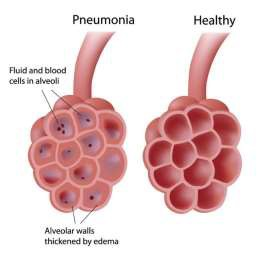 Pneumonia
Healthy
Fluid and blood
cells in alveoli
Alveolar walls
thickened by edema